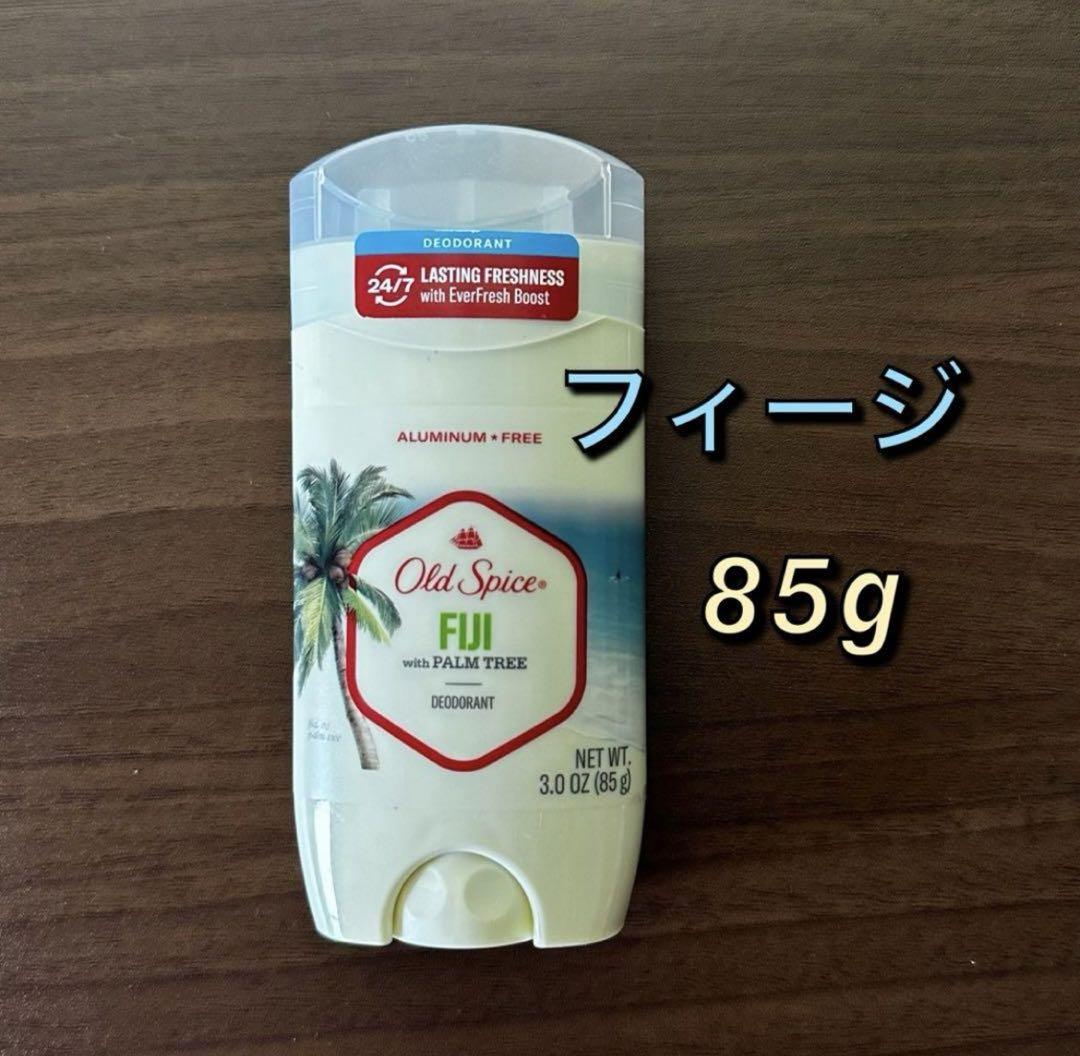 DEODORANT
24/7
LASTING FRESHNESS
with EverFresh Boost
フィージ
ALUMINUM★FREE
Old Spice®
FIJI
with PALM TREE
DEODORANT
85g
NET WT.
3.0 OZ (85 g)